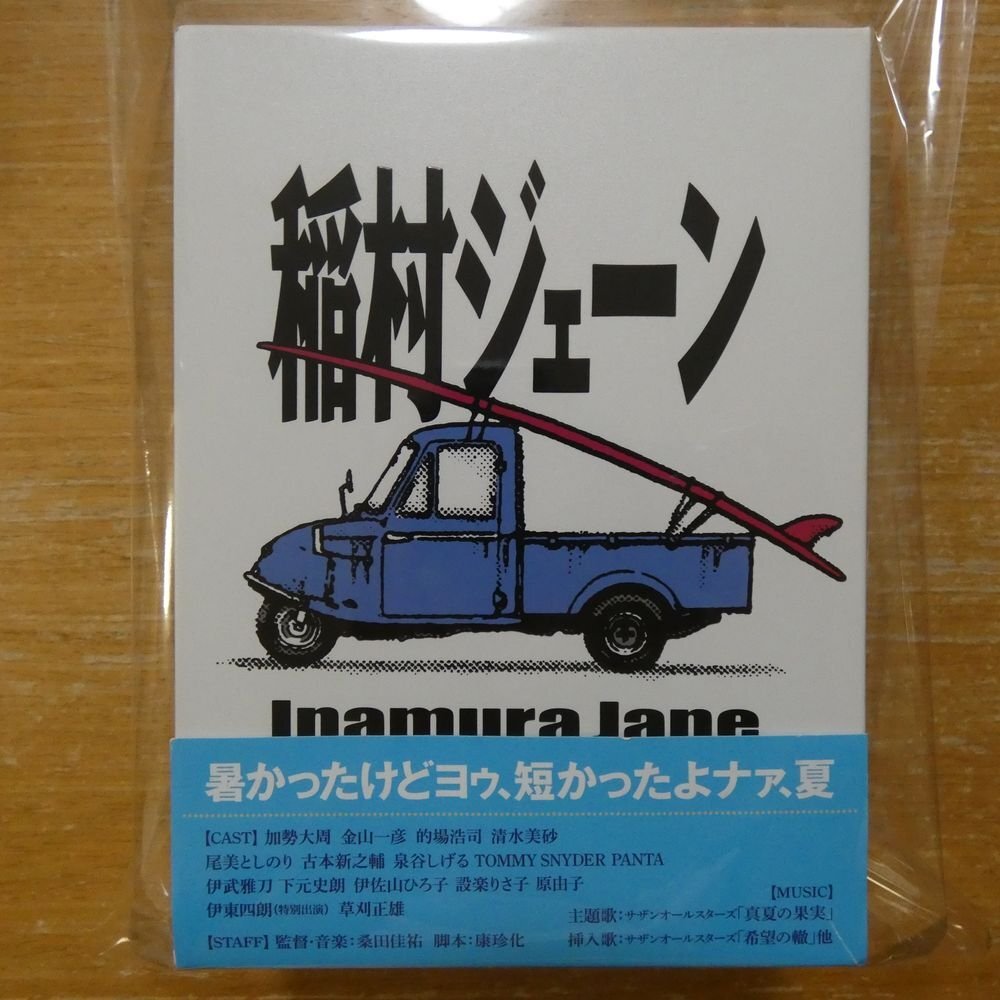 稲村ジェーン
Inamura Jane
暑かったけどヨゥ、短かったよナァ、夏
【CAST】加勢大周 金山一彦 的場浩司 清水美砂
尾美としのり 古本新之輔 泉谷しげる TOMMY SNYDER PANTA
伊武雅刀 下元史朗 伊佐山ひろ子 設楽りさ子 原由子
伊東四朗(特別出演) 草刈正雄
【STAFF】監督・音楽:桑田佳祐 脚本:康珍化
【MUSIC】
主題歌:サザンオールスターズ「真夏の果実」
挿入歌:サザンオールスターズ「希望の轍」他